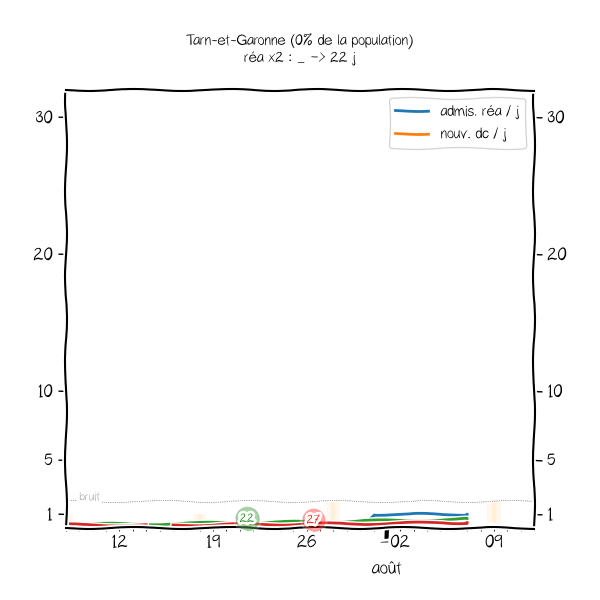 Tarn-et-Garonne (0% de la population)
réa x2 : _ -> 22 j
admis. réa / j
nouv. dc / j
30
30
20
20
10
10
5
5
... bruit
1
22
27
1
12
19
26
02
09
août